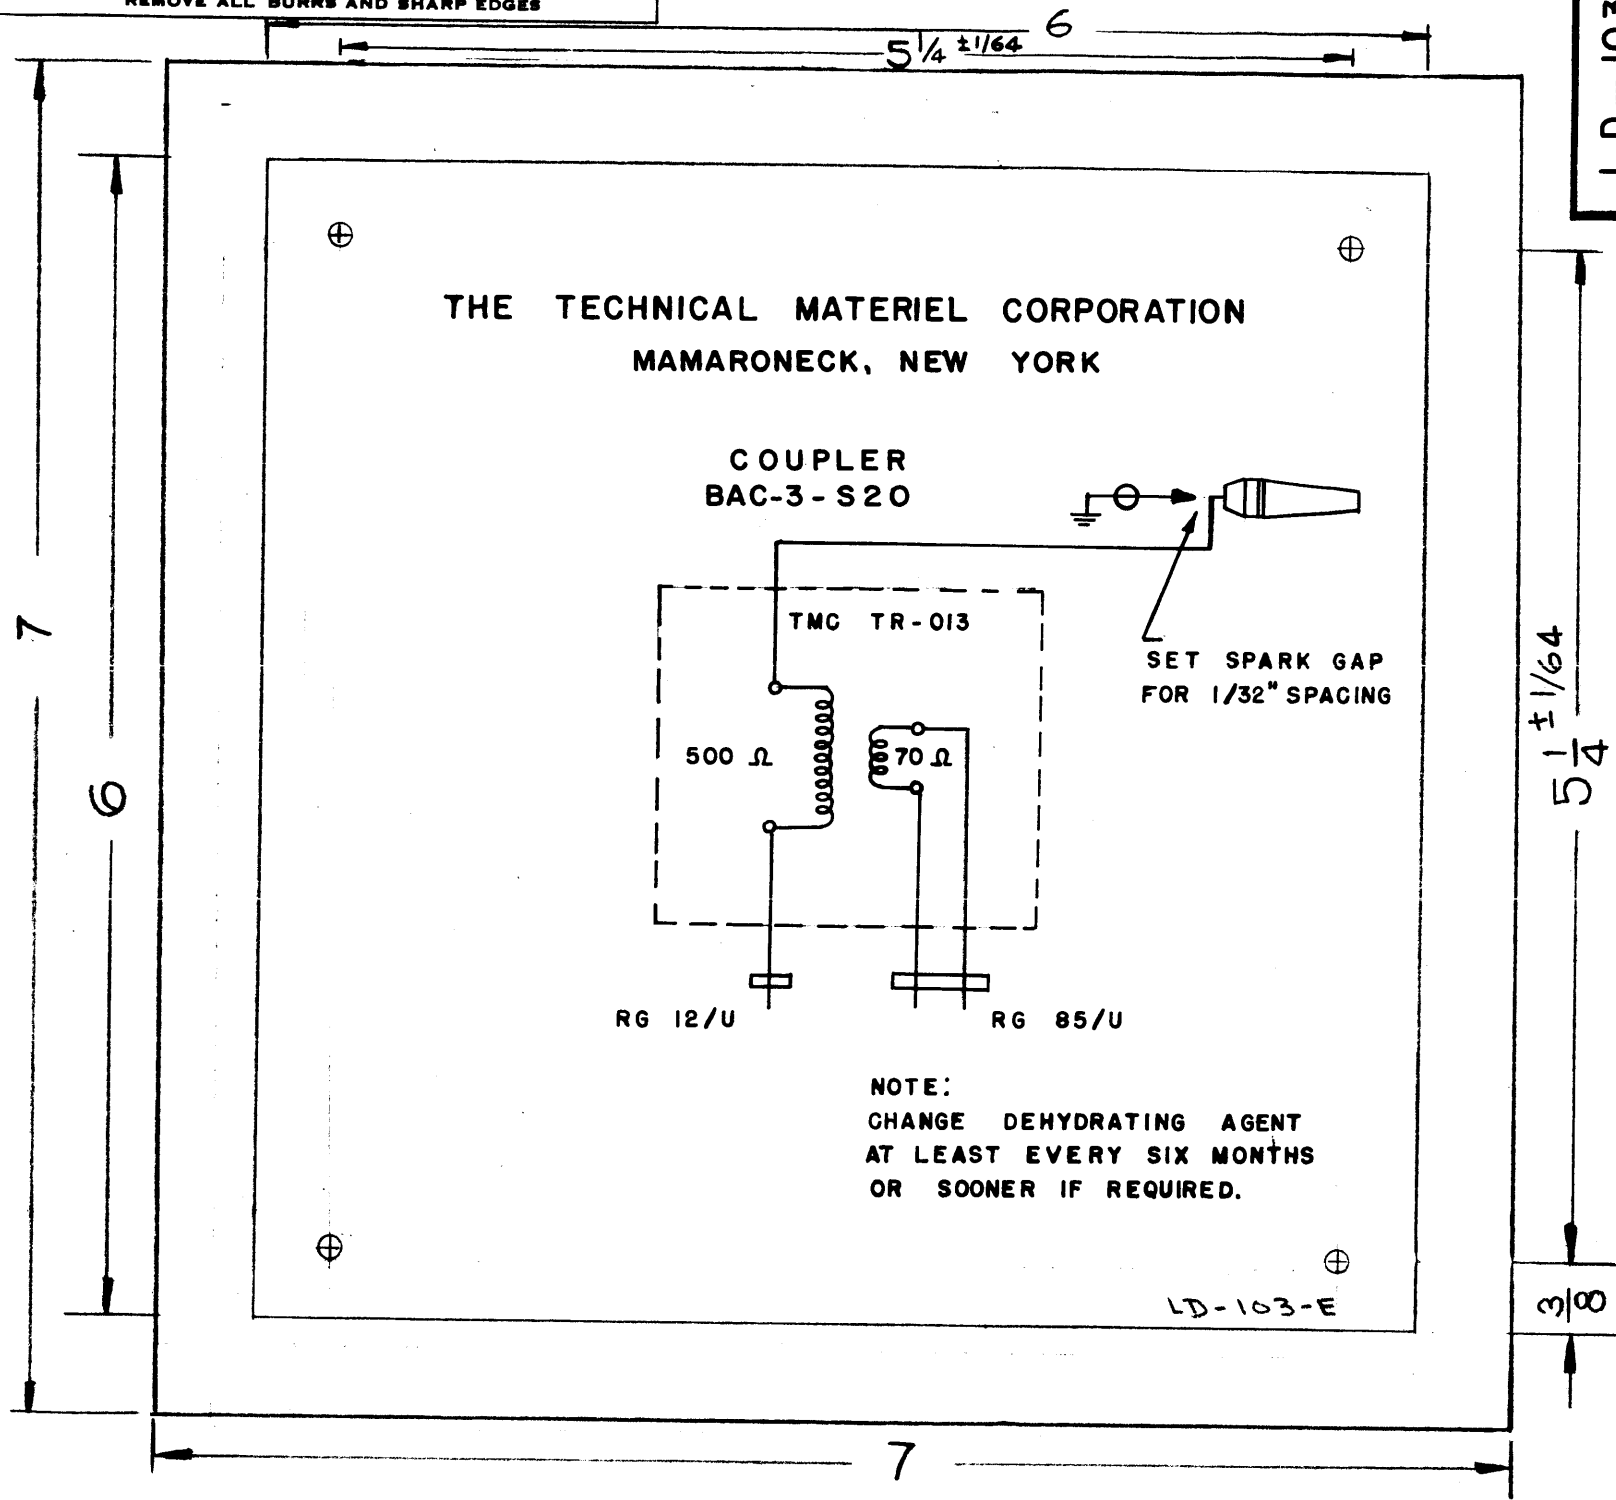 REMOVE ALL BURRS AND SHARP EDGES
6
5 1/4 ±1/64
THE TECHNICAL MATERIEL CORPORATION
MAMARONECK, NEW YORK
COUPLER
BAC-3-S20
TMC TR-013
SET SPARK GAP
FOR 1/32" SPACING
7
5 1/4 ±1/64
500 Ω
70 Ω
6
RG 12/U
RG 85/U
NOTE:
CHANGE DEHYDRATING AGENT
AT LEAST EVERY SIX MONTHS
OR SOONER IF REQUIRED.
LD-103-E
3/8
7